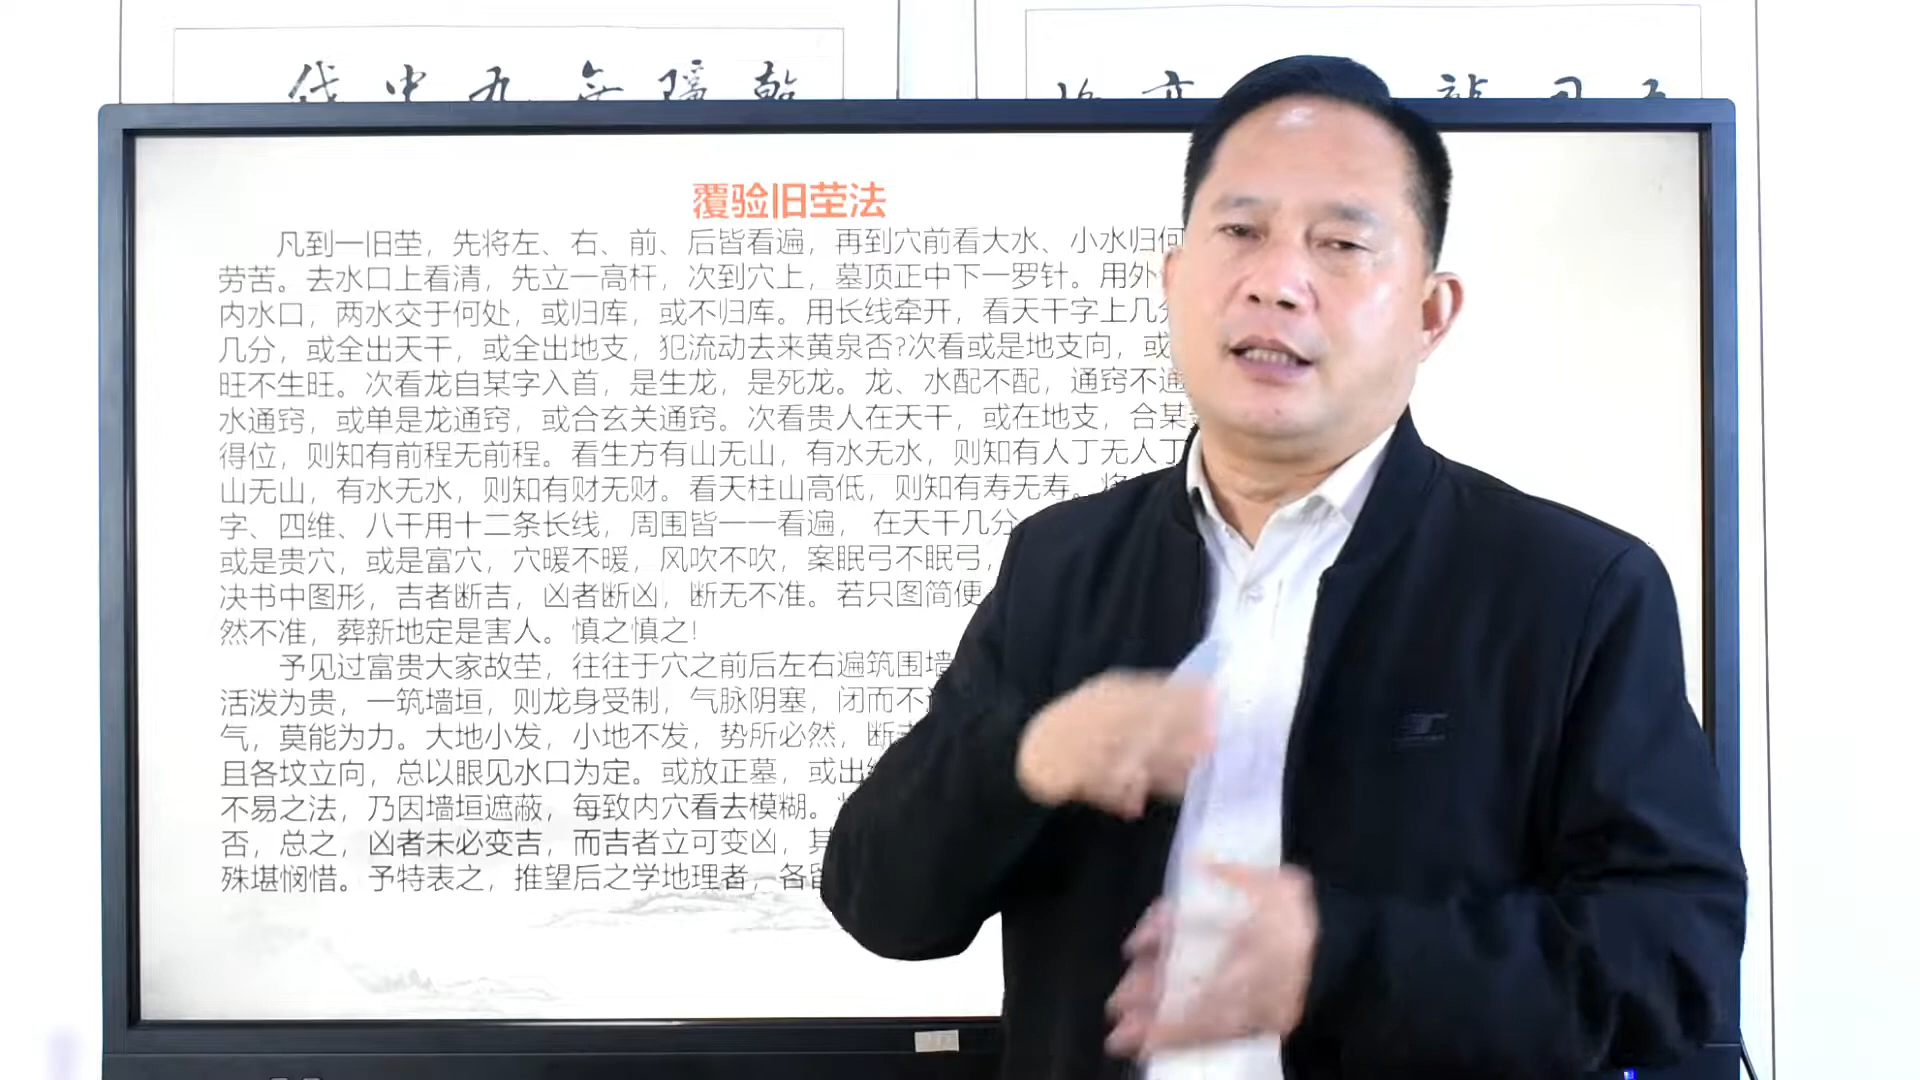 伐中九無隔乾
龍
覆验旧茔法
凡到一旧茔，先将左、右、前、后皆看遍，再到穴前看大水、小水归何
劳苦。去水口上看清，先立一高杆，次到穴上，墓顶正中下一罗针。用外
内水口，两水交于何处，或归库，或不归库。用长线牵开，看天干字上几分
几分，或全出天干，或全出地支，犯流动去来黄泉否?次看或是地支向，或
旺不生旺。次看龙自某字入首，是生龙，是死龙。龙、水配不配，通窍不通
水通窍，或单是龙通窍，或合玄关通窍。次看贵人在天干，或在地支，合某
得位，则知有前程无前程。看生方有山无山，有水无水，则知有人丁无人丁
山无山，有水无水，则知有财无财。看天柱山高低，则知有寿无寿。
字、四维、八干用十二条长线，周围皆一一看遍， 在天干几分
或是贵穴，或是富穴，穴暖不暖，风吹不吹，案眠弓不眠弓，
决书中图形，吉者断吉，凶者断凶，断无不准。若只图简便
然不准，葬新地定是害人。慎之慎之!
予见过富贵大家故茔，往往于穴之前后左右遍筑围墙
活泼为贵，一筑墙垣，则龙身受制，气脉阴塞，闭而不
气，莫能为力。大地小发，小地不发，势所必然，断
且各坟立向，总以眼见水口为定。或放正墓，或出
不易之法，乃因墙垣遮蔽，每致内穴看去模糊。
否，总之，凶者未必变吉，而吉者立可变凶，其
殊堪悯惜。予特表之，推望后之学地理者，各留